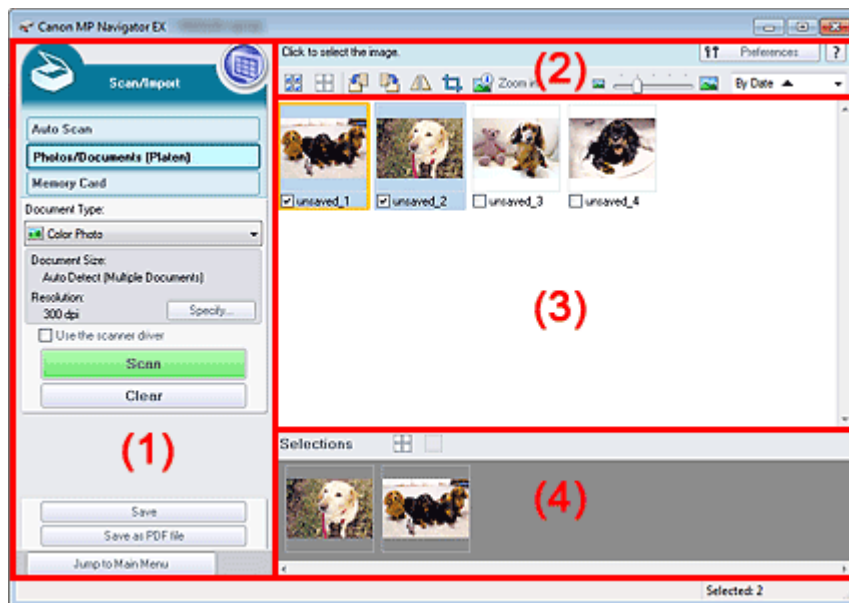 Canon MP Navigator EX
Scan/Import
Auto Scan
Photos/Documents (Platen)
Memory Card
Document Type:
Color Photo
Document Size:
Auto Detect (Multiple Documents)
Resolution:
300 dpi
Specify...
Use the scanner diver
Scan
Clear
(1)
Save
Save as PDF file
Jump to Main Menu
Click to select the image.
Preferences
?
(2)
Zoom in
By Date
unsaved_1
unsaved_2
unsaved_3
unsaved_4
(3)
Selections
(4)
Selected: 2